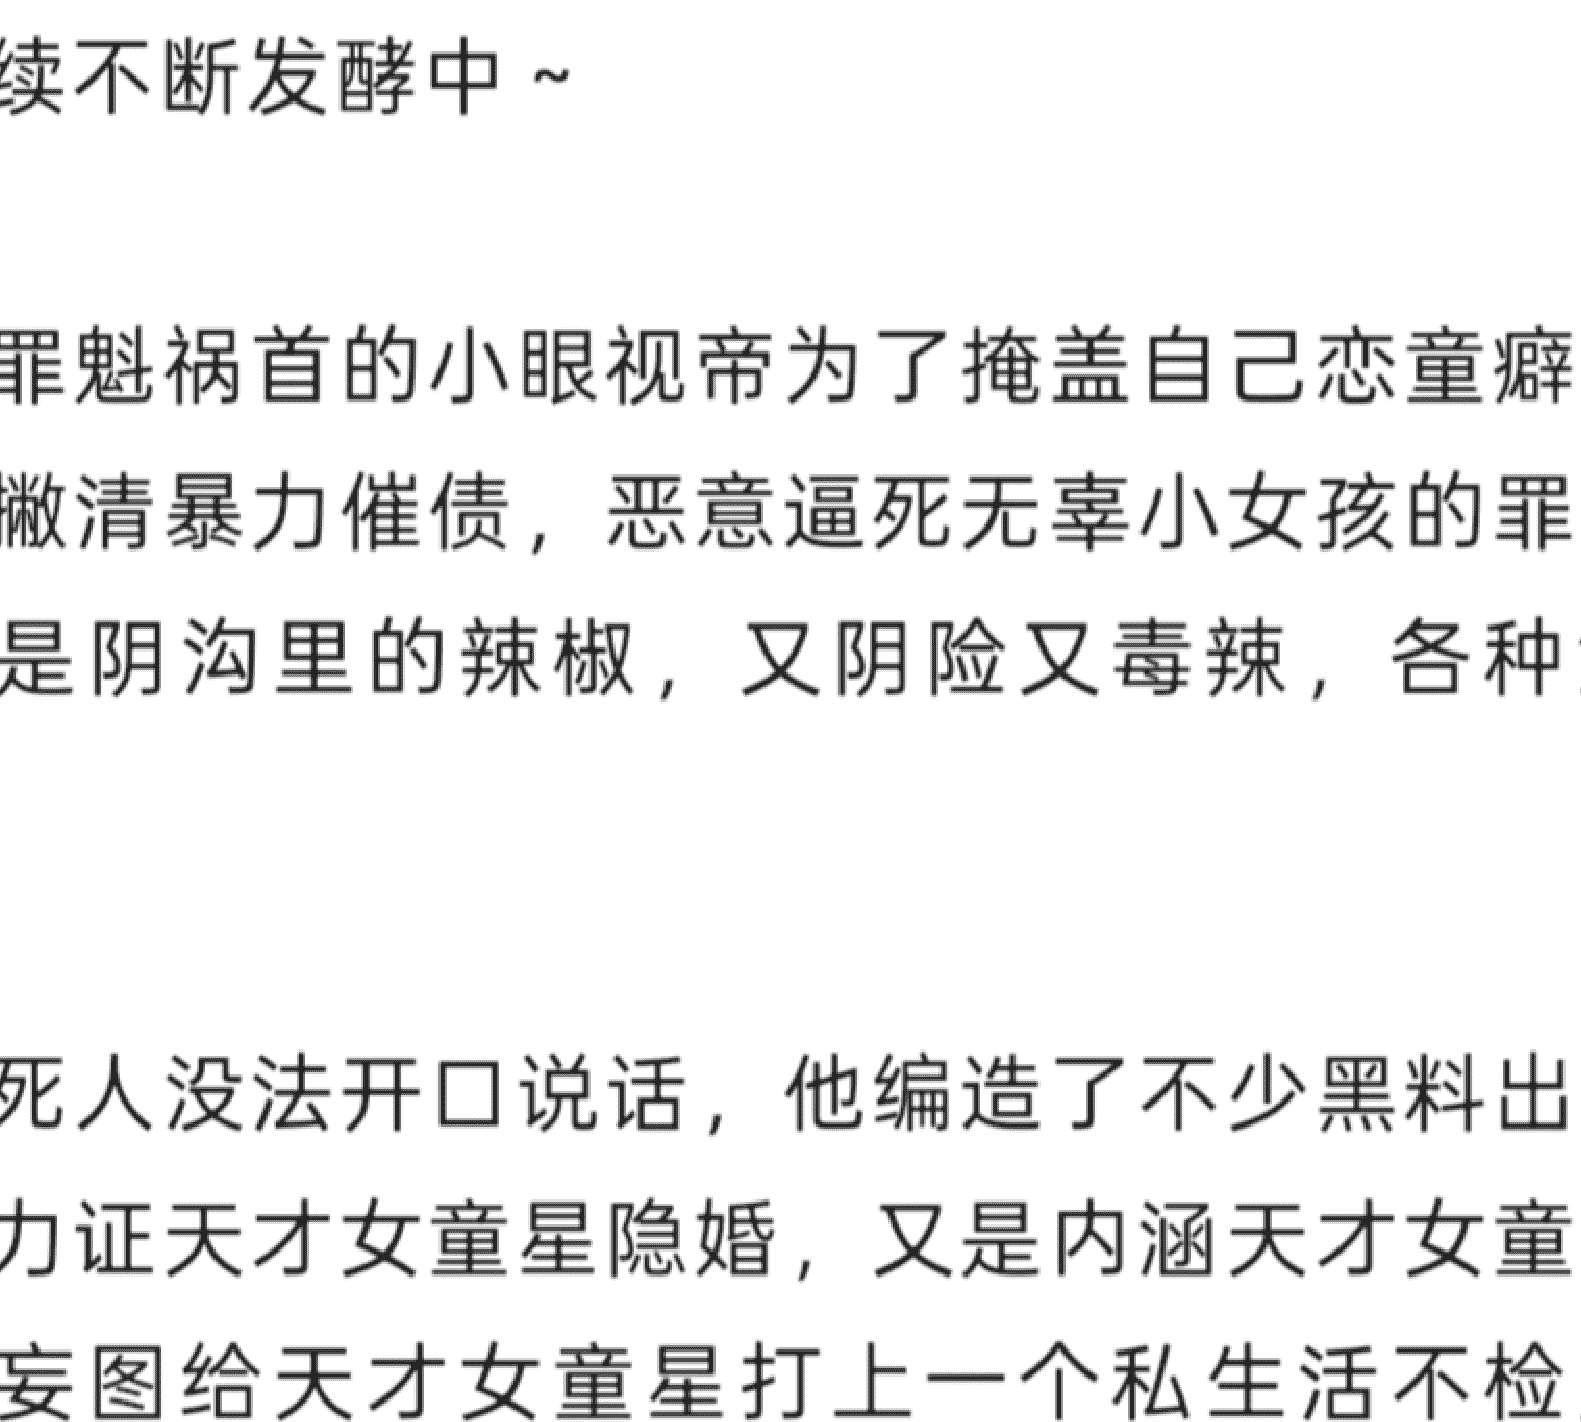 续不断发酵中~
罪魁祸首的小眼视帝为了掩盖自己恋童癖
撇清暴力催债，恶意逼死无辜小女孩的罪
是阴沟里的辣椒，又阴险又毒辣，各种
死人没法开口说话，他编造了不少黑料出
力证天才女童星隐婚，又是内涵天才女童
妄图给天才女童星打上一个私生活不检